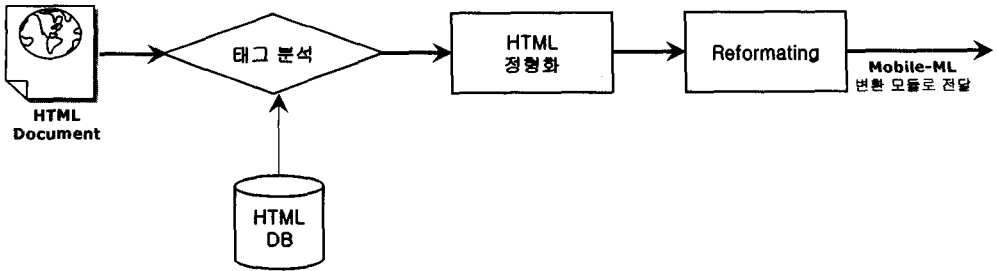 HTML
Document
태그 분석
HTML
DB
HTML
정형화
Reformating
Mobile-ML
변환 모듈로 전달